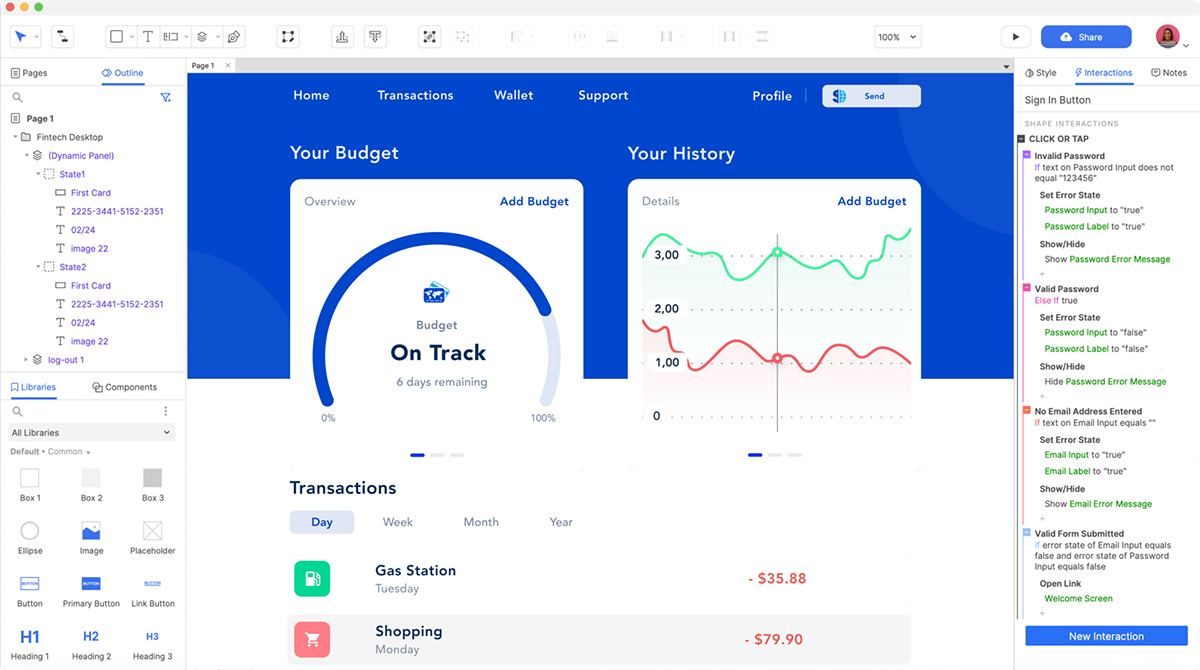 100%
Share
Pages
Outline
Page 1
Fintech Desktop
(Dynamic Panel)
State1
First Card
2225-3441-5152-2351
02/24
image 22
State2
First Card
2225-3441-5152-2351
02/24
image 22
log-out 1
Libraries
Components
All Libraries
Default • Common
Box 1
Box 2
Box 3
Ellipse
Image
Placeholder
BUTTON
BUTTON
BUTTON
Button
Primary Button
Link Button
H1
H2
H3
Heading 1
Heading 2
Heading 3
Page 1
Home
Transactions
Wallet
Support
Profile
Send
Your Budget
Overview
Add Budget
Budget
On Track
6 days remaining
0%
100%
Your History
Details
Add Budget
3,00
2,00
1,00
0
Transactions
Day
Week
Month
Year
Gas Station
Tuesday
- $35.88
Shopping
Monday
- $79.90
Style
Interactions
Notes
Sign In Button
SHAPE INTERACTIONS
CLICK OR TAP
Invalid Password
If text on Password Input does not
equal "123456"
Set Error State
Password Input to "true"
Password Label to "true"
Show/Hide
Show Password Error Message
Valid Password
Else If true
Set Error State
Password Input to "false"
Password Label to "false"
Show/Hide
Hide Password Error Message
No Email Address Entered
If text on Email Input equals ""
Set Error State
Email Input to "true"
Email Label to "true"
Show/Hide
Show Email Error Message
Valid Form Submitted
If error state of Email Input equals
false and error state of Password
Input equals false
Open Link
Welcome Screen
New Interaction